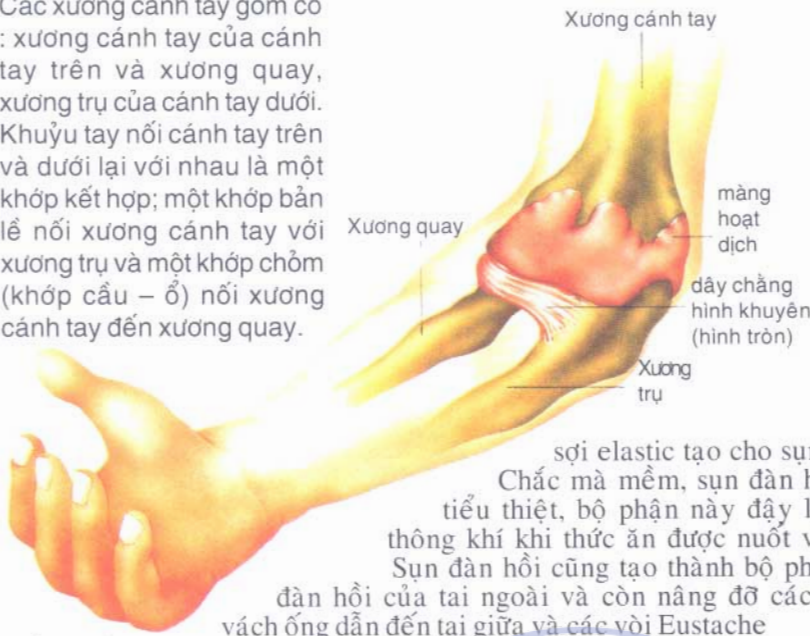 Các xương cánh tay gồm có
: xương cánh tay của cánh
tay trên và xương quay,
xương trụ của cánh tay dưới.
Khuỷu tay nối cánh tay trên
và dưới lại với nhau là một
khớp kết hợp; một khớp bản
lề nối xương cánh tay với
xương trụ và một khớp chỏm
(khớp cầu – ổ) nối xương
cánh tay đến xương quay.
Xương cánh tay
Xương quay
màng
hoạt
dịch
dây chằng
hình khuyên
(hình tròn)
Xương
trụ
sợi elastic tạo cho
Chắc mà mềm, sụn đàn
tiểu thiệt, bộ phận này đậy
thông khí khi thức ăn được nuốt
Sụn đàn hồi cũng tạo thành bộ
đàn hồi của tai ngoài và còn nâng đỡ các
vách ống dẫn đến tai giữa và các vòi Eustache